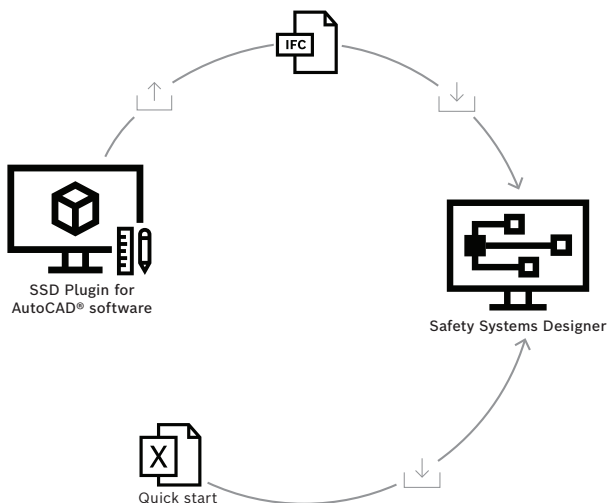 IFC
SSD Plugin for
AutoCAD® software
Safety Systems Designer
X
Quick start